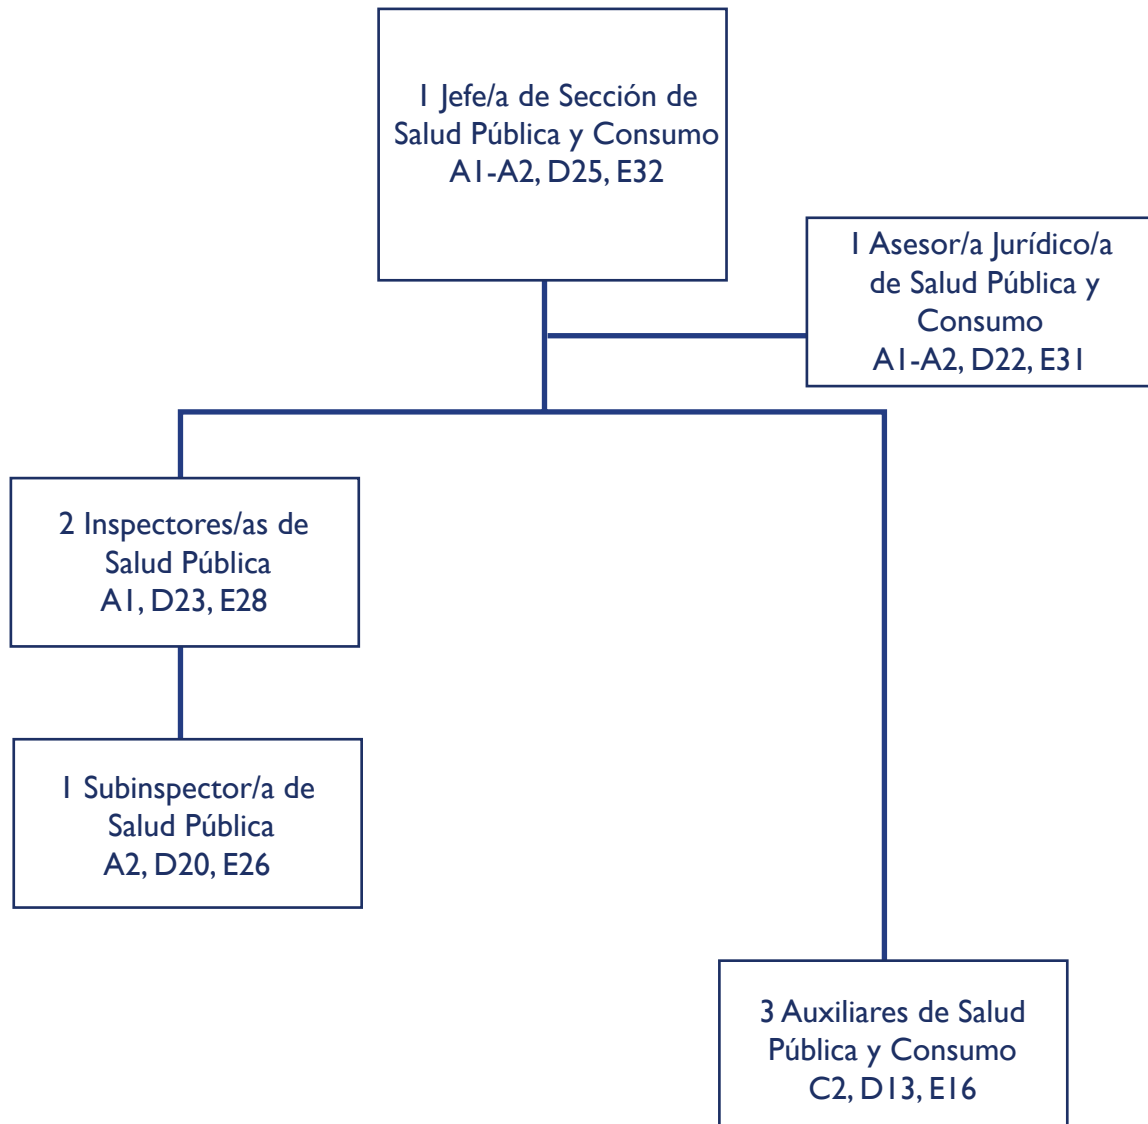 1 Jefe/a de Sección de
Salud Pública y Consumo
A1-A2, D25, E32
1 Asesor/a Jurídico/a
de Salud Pública y
Consumo
A1-A2, D22, E31
2 Inspectores/as de
Salud Pública
A1, D23, E28
1 Subinspector/a de
Salud Pública
A2, D20, E26
3 Auxiliares de Salud
Pública y Consumo
C2, D13, E16